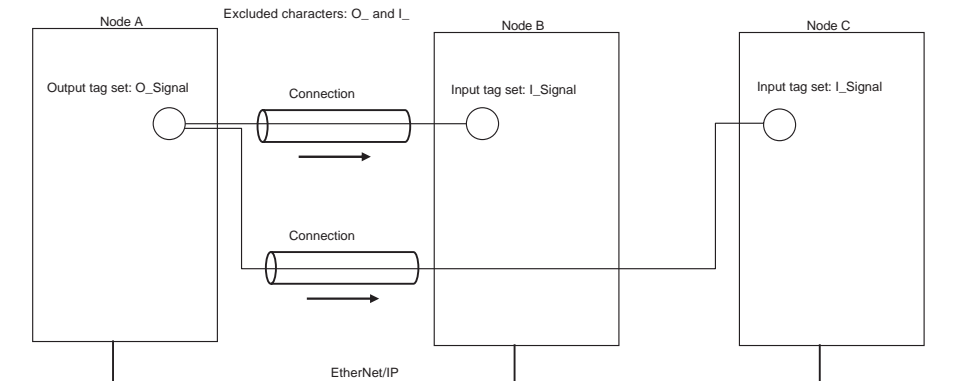 Excluded characters: O_ and I_
Node A
Node B
Node C
Output tag set: O_Signal
Connection
Input tag set: I_Signal
Input tag set: I_Signal
Connection
EtherNet/IP